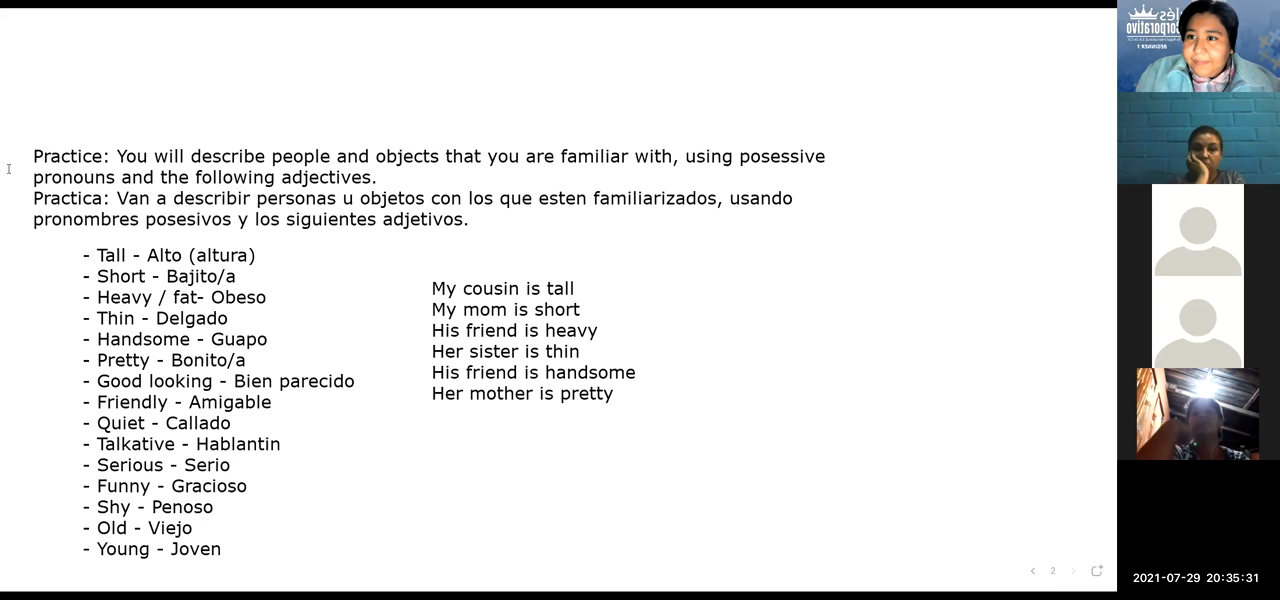 Practice: You will describe people and objects that you are familiar with, using posessive
pronouns and the following adjectives.
Practica: Van a describir personas u objetos con los que esten familiarizados, usando
pronombres posesivos y los siguientes adjetivos.
- Tall - Alto (altura)
- Short - Bajito/a
- Heavy / fat- Obeso
- Thin - Delgado
- Handsome - Guapo
- Pretty - Bonito/a
- Good looking - Bien parecido
- Friendly - Amigable
- Quiet - Callado
- Talkative - Hablantin
- Serious - Serio
- Funny - Gracioso
- Shy - Penoso
- Old - Viejo
- Young - Joven
My cousin is tall
My mom is short
His friend is heavy
Her sister is thin
His friend is handsome
Her mother is pretty
2
2021-07-29 20:35:31